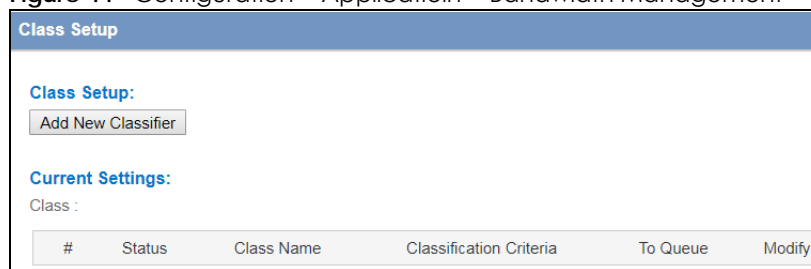 Class Setup
Class Setup:
Add New Classifier
Current Settings:
Class :
# Status Class Name Classification Criteria To Queue Modify